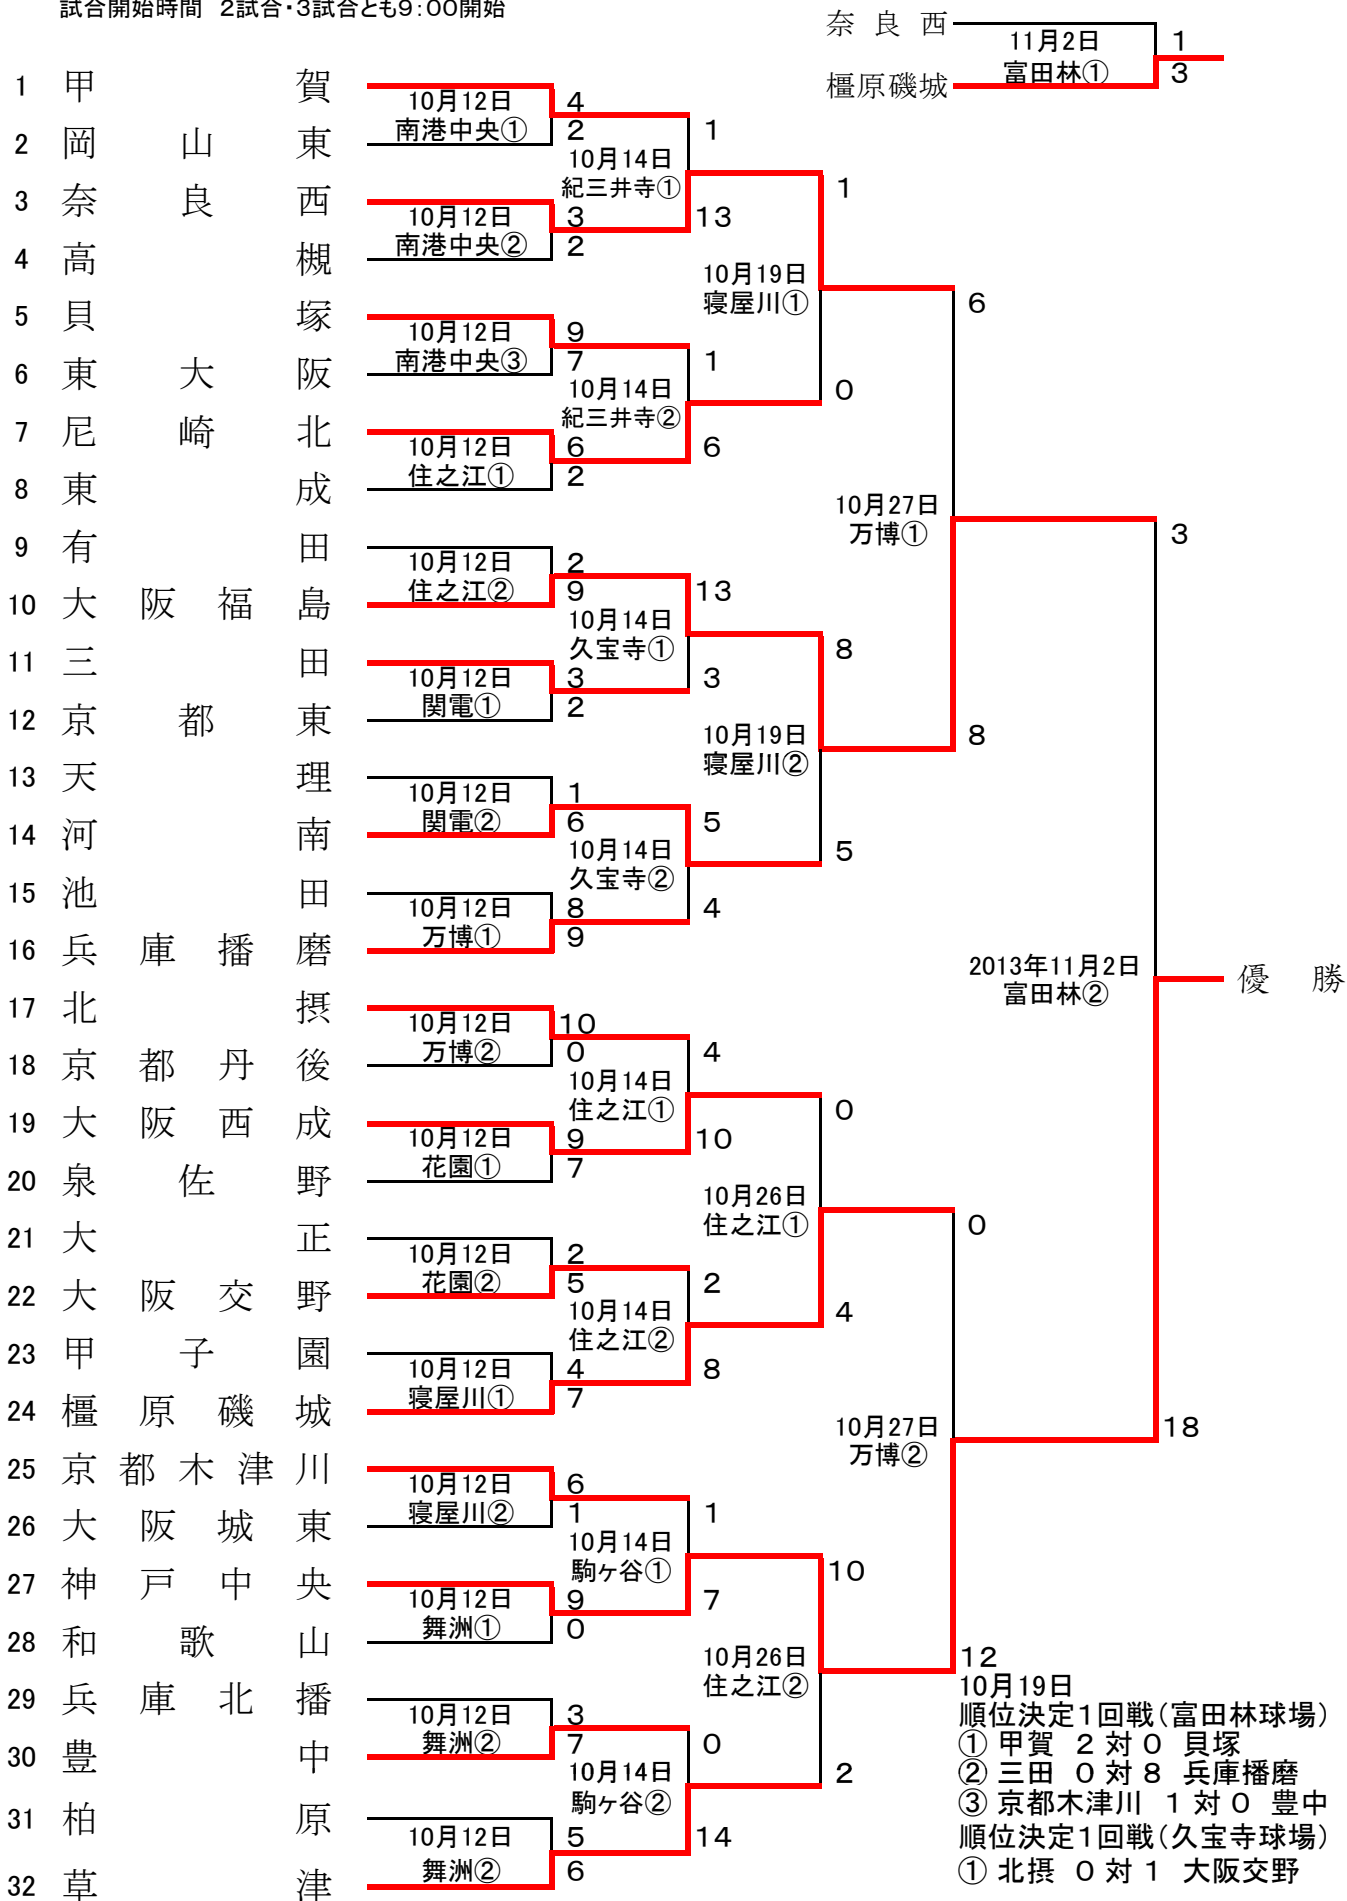 試合開始時間 2試合・3試合とも9:00開始
奈良西
橿原磯城
11月2日
富田林①
1
3
1 甲賀
2 岡山東
3 奈良西
4 高槻
5 貝塚
6 東大阪
7 尼崎北
8 東成
9 有田
10 大阪福島
11 三田
12 京都東
13 天理
14 河南
15 池田
16 兵庫播磨
17 北摂
18 京都丹後
19 大阪西成
20 泉佐野
21 大正
22 大阪交野
23 甲子園
24 橿原磯城
25 京都木津川
26 大阪城東
27 神戸中央
28 和歌山
29 兵庫北播
30 豊中
31 柏原
32 草津
10月12日
南港中央①
4
2
10月12日
南港中央②
3
2
10月12日
南港中央③
9
7
10月12日
住之江①
6
2
10月12日
住之江②
2
9
10月12日
関電①
3
2
10月12日
関電②
1
6
10月12日
万博①
8
9
10月12日
万博②
10
0
10月12日
花園①
9
7
10月12日
花園②
2
5
10月12日
寝屋川①
4
7
10月12日
寝屋川②
6
1
10月12日
舞洲①
9
0
10月12日
舞洲②
3
7
10月12日
舞洲②
5
6
10月14日
紀三井寺①
1
13
10月14日
紀三井寺②
1
6
10月14日
久宝寺①
13
3
10月14日
久宝寺②
5
4
10月14日
住之江①
4
10
10月14日
住之江②
2
8
10月14日
駒ヶ谷①
1
7
10月14日
駒ヶ谷②
0
14
10月19日
寝屋川①
1
0
10月19日
寝屋川②
8
5
10月26日
住之江①
0
4
10月26日
住之江②
10
2
10月27日
万博①
6
8
10月27日
万博②
0
12
2013年11月2日
富田林②
3
18
優勝
10月19日
順位決定1回戦(富田林球場)
① 甲賀 2 対 0 貝塚
② 三田 0 対 8 兵庫播磨
③ 京都木津川 1 対 0 豊中
順位決定1回戦(久宝寺球場)
① 北摂 0 対 1 大阪交野